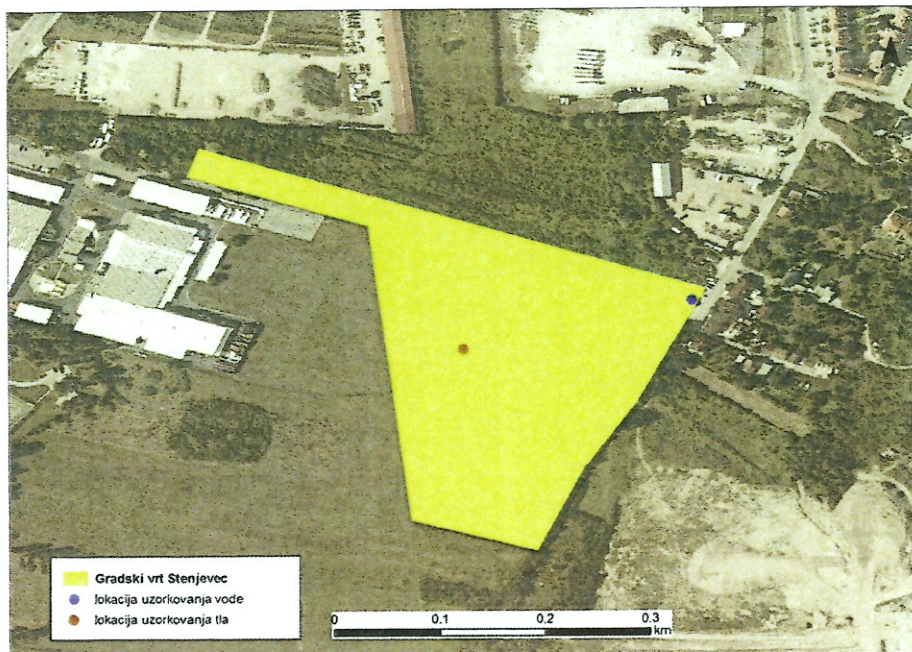 Gradski vrt Stenjevec
lokacija uzorkovanja vode
lokacija uzorkovanja tla
0 0.1 0.2 0.3
km